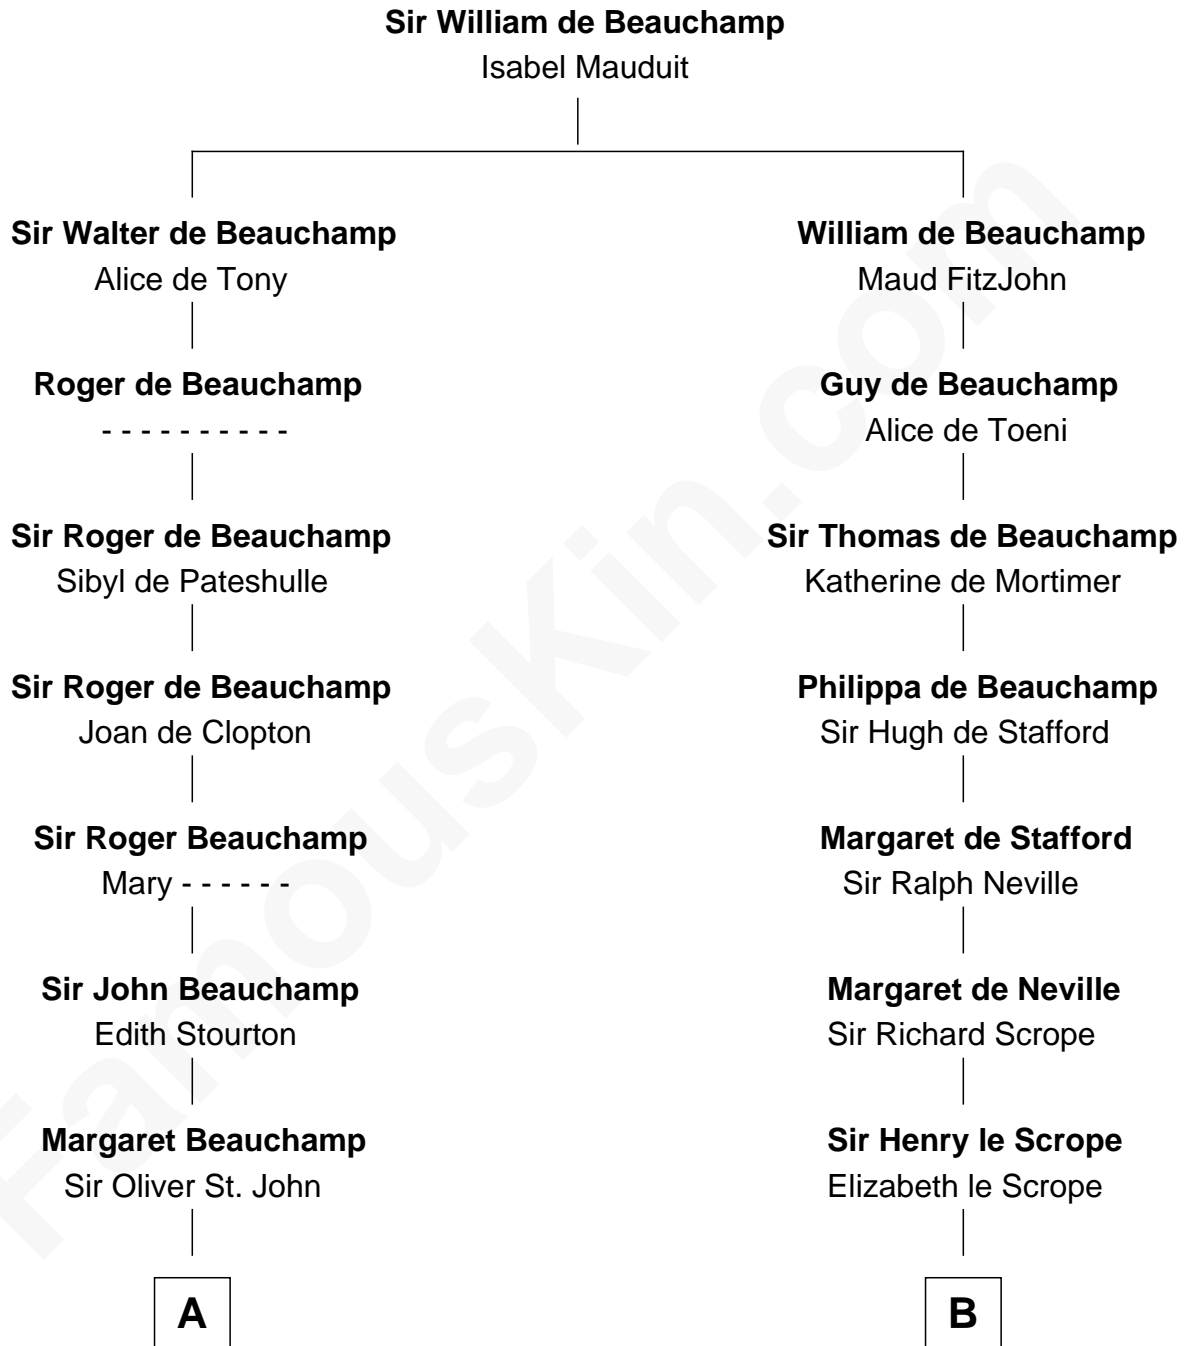 Sir William de Beauchamp
Isabel Mauduit
Sir Walter de Beauchamp
Alice de Tony
Roger de Beauchamp
- - - - - - - - - -
Sir Roger de Beauchamp
Sibyl de Pateshulle
Sir Roger de Beauchamp
Joan de Clopton
Sir Roger Beauchamp
Mary - - - - - -
Sir John Beauchamp
Edith Stourton
Margaret Beauchamp
Sir Oliver St. John
A
William de Beauchamp
Maud FitzJohn
Guy de Beauchamp
Alice de Toeni
Sir Thomas de Beauchamp
Katherine de Mortimer
Philippa de Beauchamp
Sir Hugh de Stafford
Margaret de Stafford
Sir Ralph Neville
Margaret de Neville
Sir Richard Scrope
Sir Henry le Scrope
Elizabeth le Scrope
B
FamousKin.com